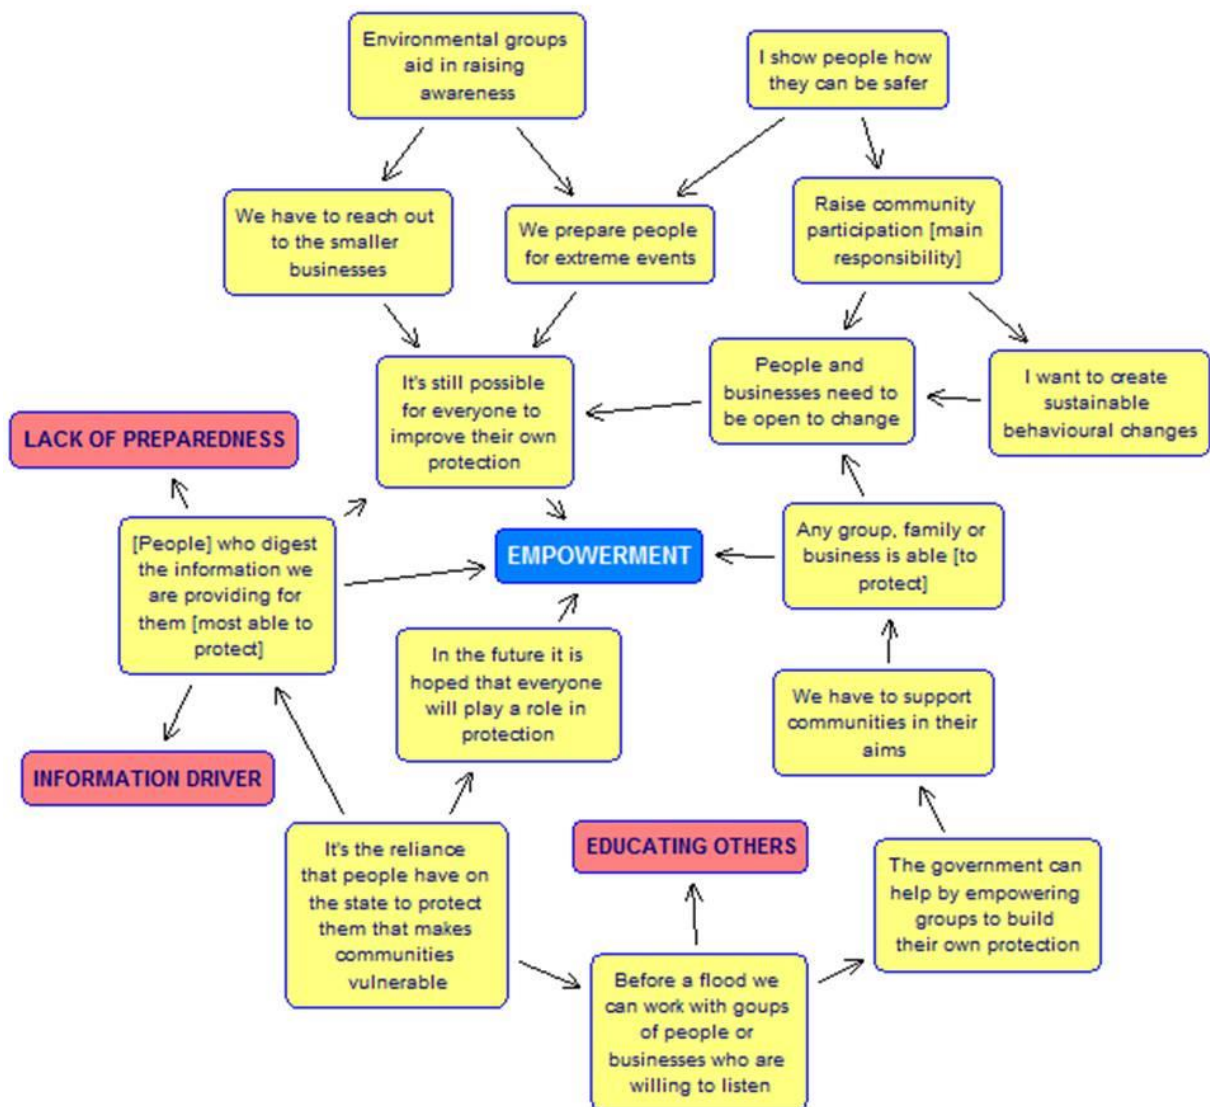 Environmental groups
aid in raising
awareness
I show people how
they can be safer
We have to reach out
to the smaller
businesses
We prepare people
for extreme events
Raise community
participation [main
responsibility]
It's still possible
for everyone to
improve their own
protection
People and
businesses need to
be open to change
I want to create
sustainable
behavioural changes
LACK OF PREPAREDNESS
[People] who digest
the information we
are providing for
them [most able to
protect]
EMPOWERMENT
Any group, family or
business is able [to
protect]
In the future it is
hoped that everyone
will play a role in
protection
We have to support
communities in their
aims
INFORMATION DRIVER
It's the reliance
that people have on
the state to protect
them that makes
communities
vulnerable
EDUCATING OTHERS
The government can
help by empowering
groups to build
their own protection
Before a flood we
can work with goups
of people or
businesses who are
willing to listen